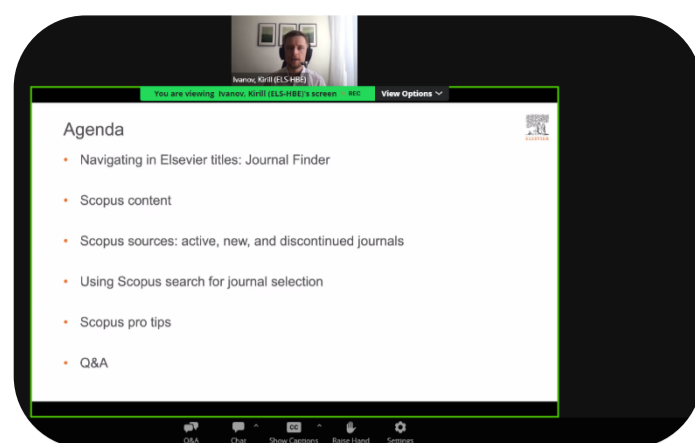 Ivanov, Kirill (ELS-HBE)
You are viewing Ivanov, Kirill (ELS-HBE)'s screen REC View Options
Agenda
ELSEVIER
• Navigating in Elsevier titles: Journal Finder
• Scopus content
• Scopus sources: active, new, and discontinued journals
• Using Scopus search for journal selection
• Scopus pro tips
• Q&A
CC
Q&A Chat Show Captions Raise Hand Settings